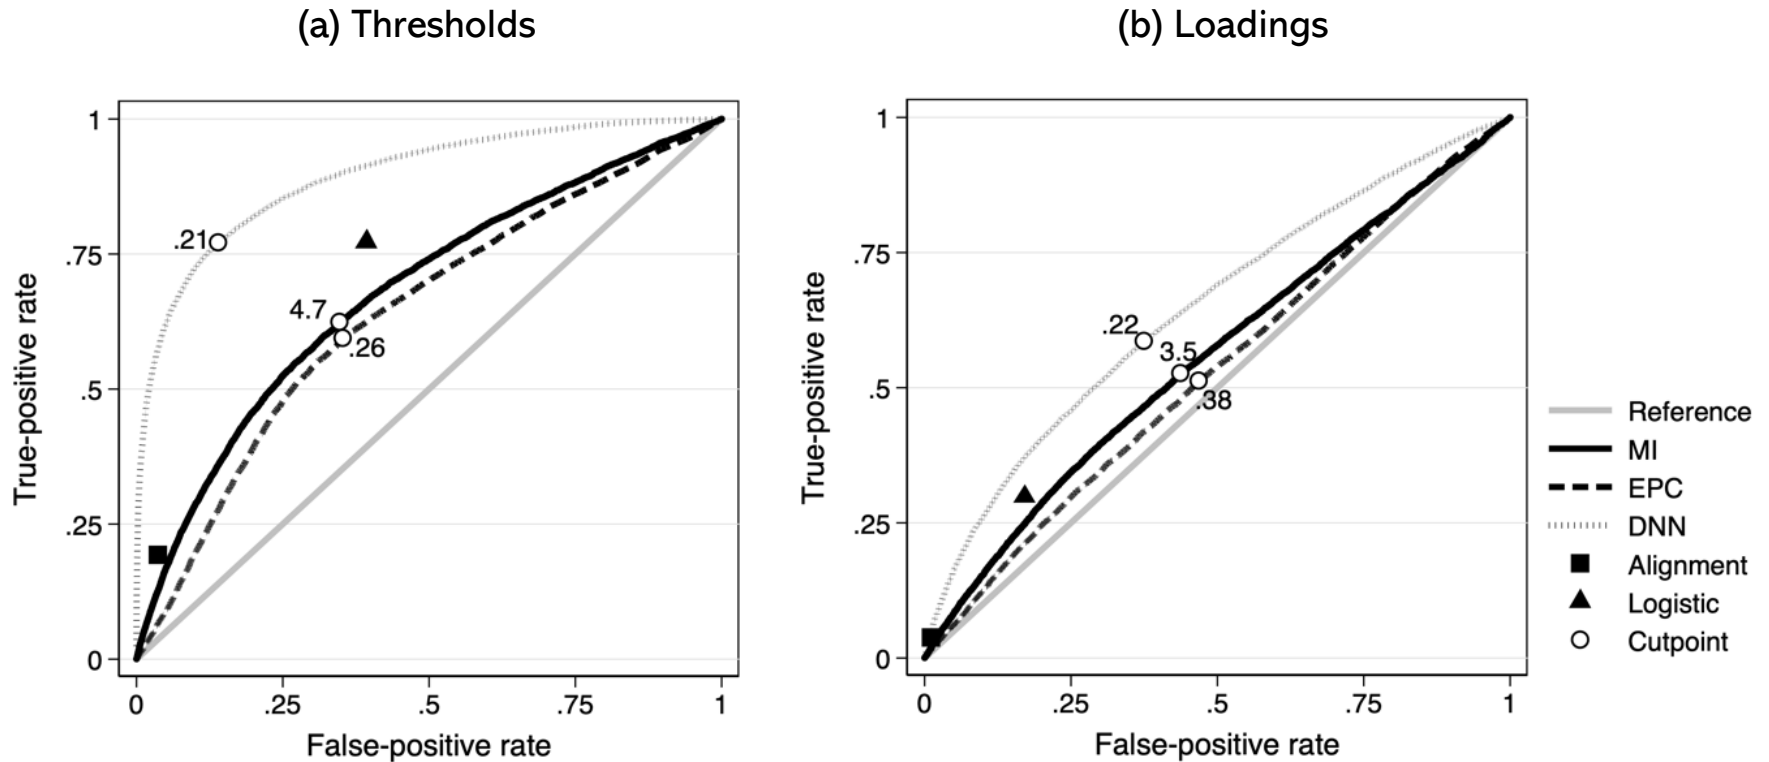 (a) Thresholds
True-positive rate
1
.75
.5
.25
0
.21
4.7
.26
0
.25
.5
.75
1
False-positive rate
(b) Loadings
True-positive rate
1
.75
.5
.25
0
.22
3.5
.38
0
.25
.5
.75
1
False-positive rate
Reference
MI
EPC
DNN
Alignment
Logistic
Cutpoint